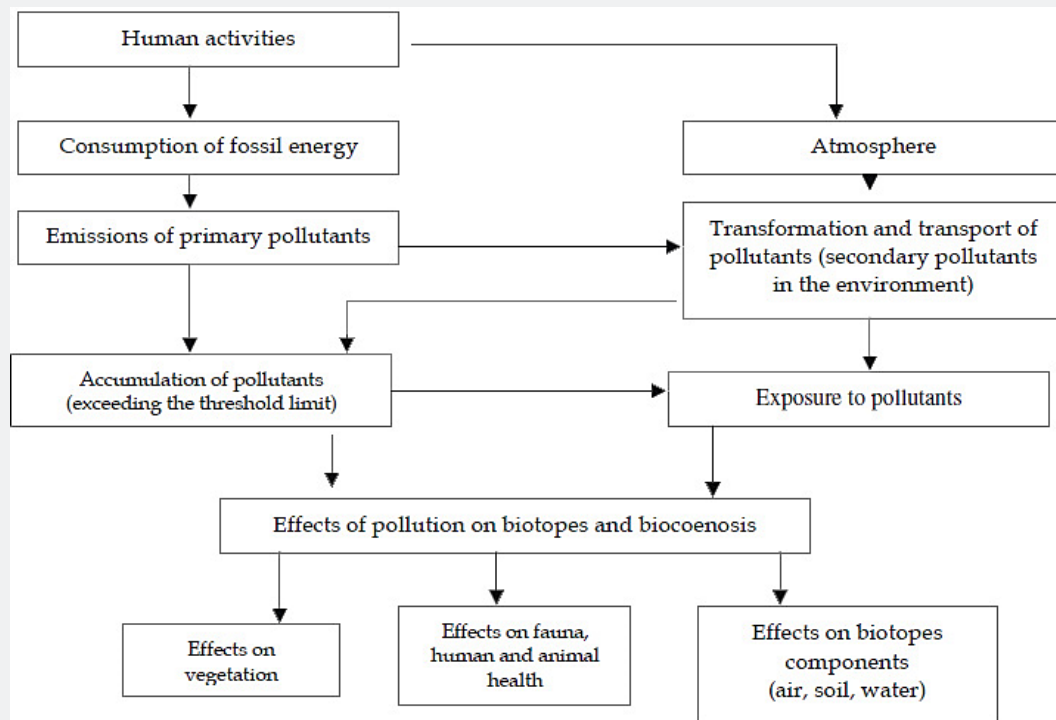 Human activities
Consumption of fossil energy
Atmosphere
Emissions of primary pollutants
Transformation and transport of
pollutants (secondary pollutants
in the environment)
Accumulation of pollutants
(exceeding the threshold limit)
Exposure to pollutants
Effects of pollution on biotopes and biocoenosis
Effects on
vegetation
Effects on fauna,
human and animal
health
Effects on biotopes
components
(air, soil, water)